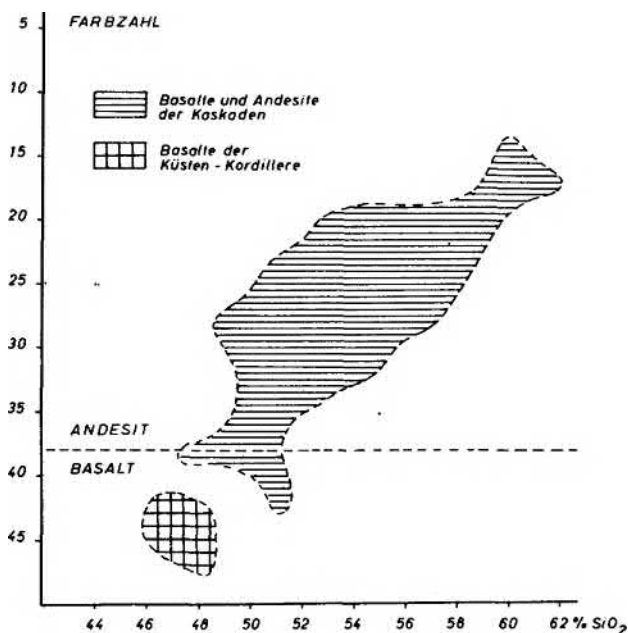 FARBZAHL
5
10
15
20
25
30
35
40
45
Basalte und Andesite
der Kaskaden
Basalte der
Küsten - Kordillere
ANDESIT
BASALT
44 46 48 50 52 54 56 58 60 62 % SiO₂